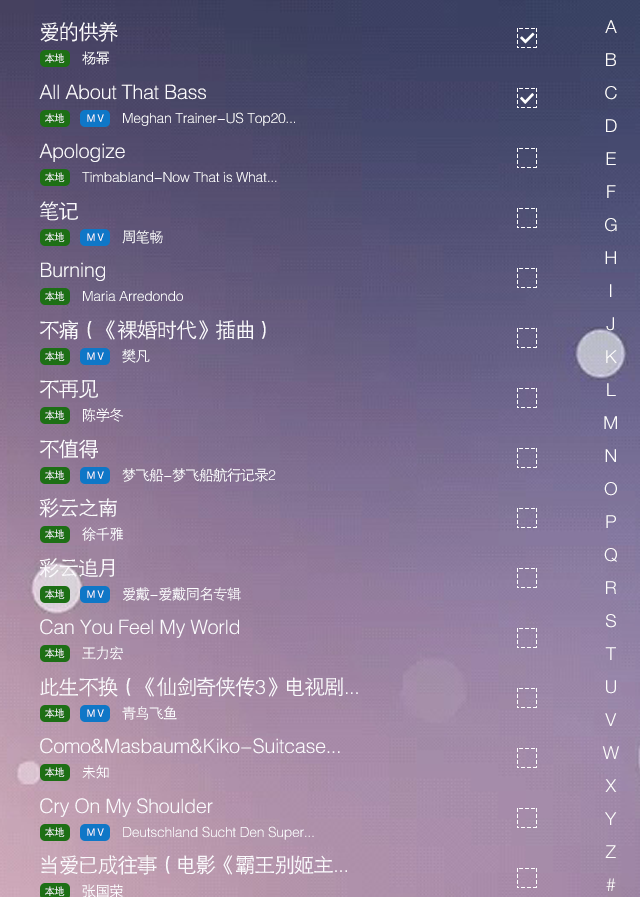 爱的供养
本地 杨幂
All About That Bass
本地 MV Meghan Trainer-US Top20...
Apologize
本地 Timbabland-Now That is What...
笔记
本地 MV 周笔畅
Burning
本地 Maria Arredondo
不痛(《裸婚时代》插曲)
本地 MV 樊凡
不再见
本地 陈学冬
不值得
本地 MV 梦飞船-梦飞船航行记录2
彩云之南
本地 徐千雅
彩云追月
本地 MV 爱戴-爱戴同名专辑
Can You Feel My World
本地 王力宏
此生不换(《仙剑奇侠传3》电视剧...
本地 MV 青鸟飞鱼
Como&Masbaum&Kiko-Suitcase...
本地 未知
Cry On My Shoulder
本地 MV Deutschland Sucht Den Super...
当爱已成往事(电影《霸王别姬主...
本地 张国荣
A
B
C
D
E
F
G
H
I
J
K
L
M
N
O
P
Q
R
S
T
U
V
W
X
Y
Z
#